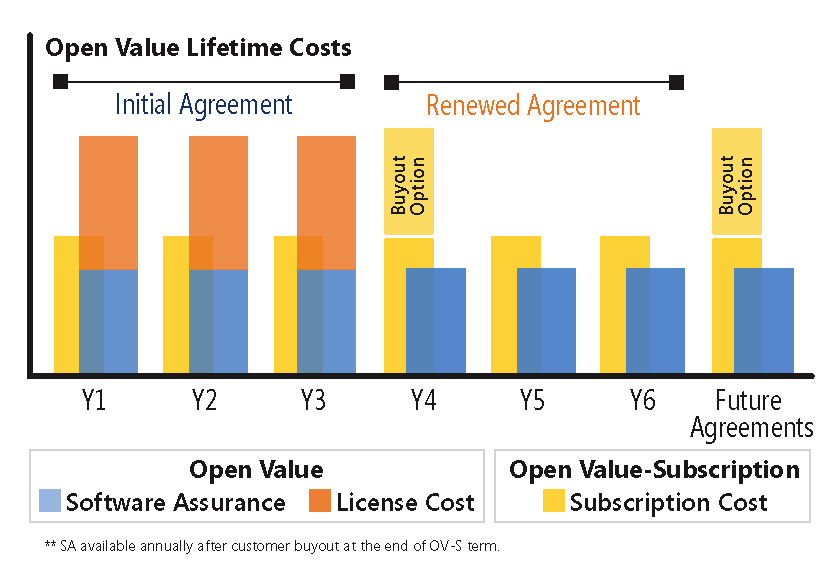 Open Value Lifetime Costs
Initial Agreement
Renewed Agreement
Buyout
Option
Buyout
Option
Y1
Y2
Y3
Y4
Y5
Y6
Future
Agreements
Open Value
Software Assurance
License Cost
Open Value-Subscription
Subscription Cost
** SA available annually after customer buyout at the end of OV-S term.